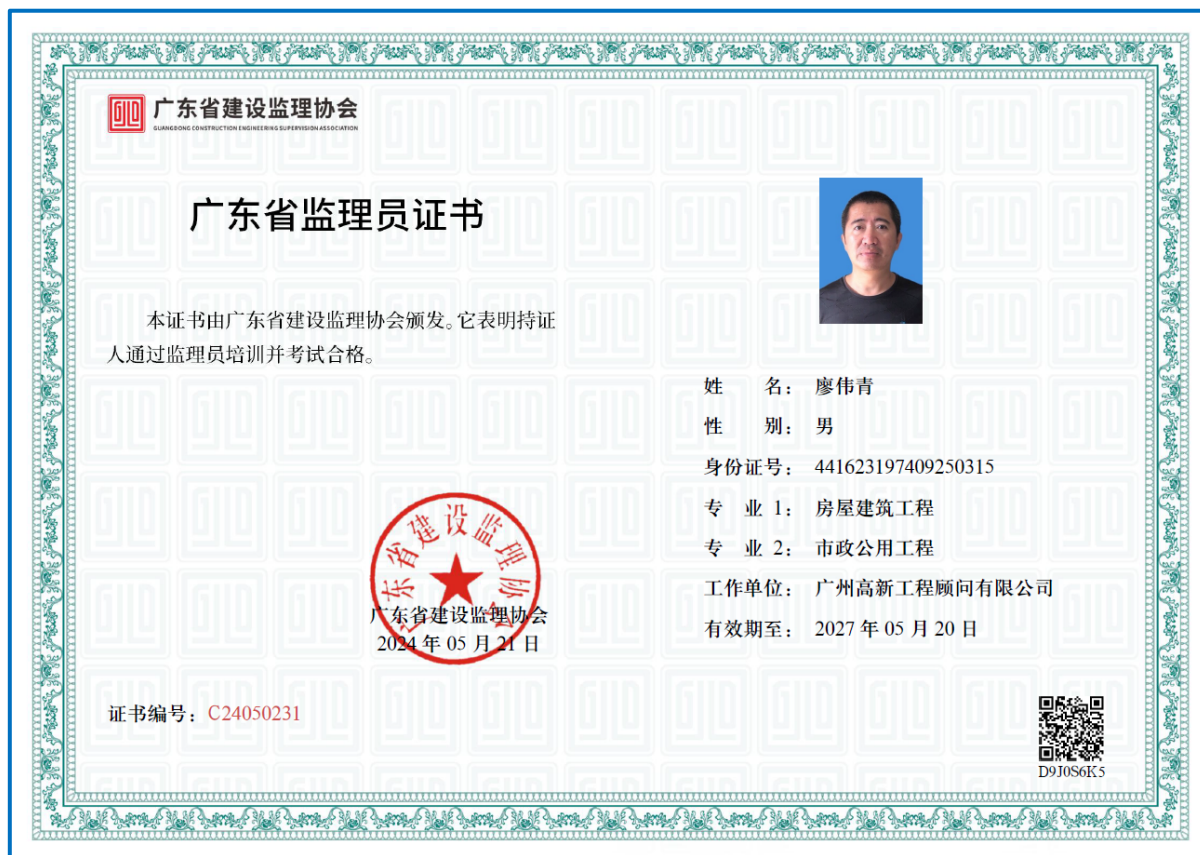 广东省建设监理协会
GUANGDONG CONSTRUCTION ENGINEERING SUPERVISION ASSOCIATION
广东省监理员证书
本证书由广东省建设监理协会颁发。它表明持证
人通过监理员培训并考试合格。
姓 名： 廖伟青
性 别： 男
身份证号： 441623197409250315
专 业 1： 房屋建筑工程
专 业 2： 市政公用工程
工作单位： 广州高新工程顾问有限公司
有效期至： 2027 年 05 月 20 日
广东省建设监理协会
广东省建设监理协会
2024 年 05 月 21 日
证书编号： C24050231
D9J0S6K5